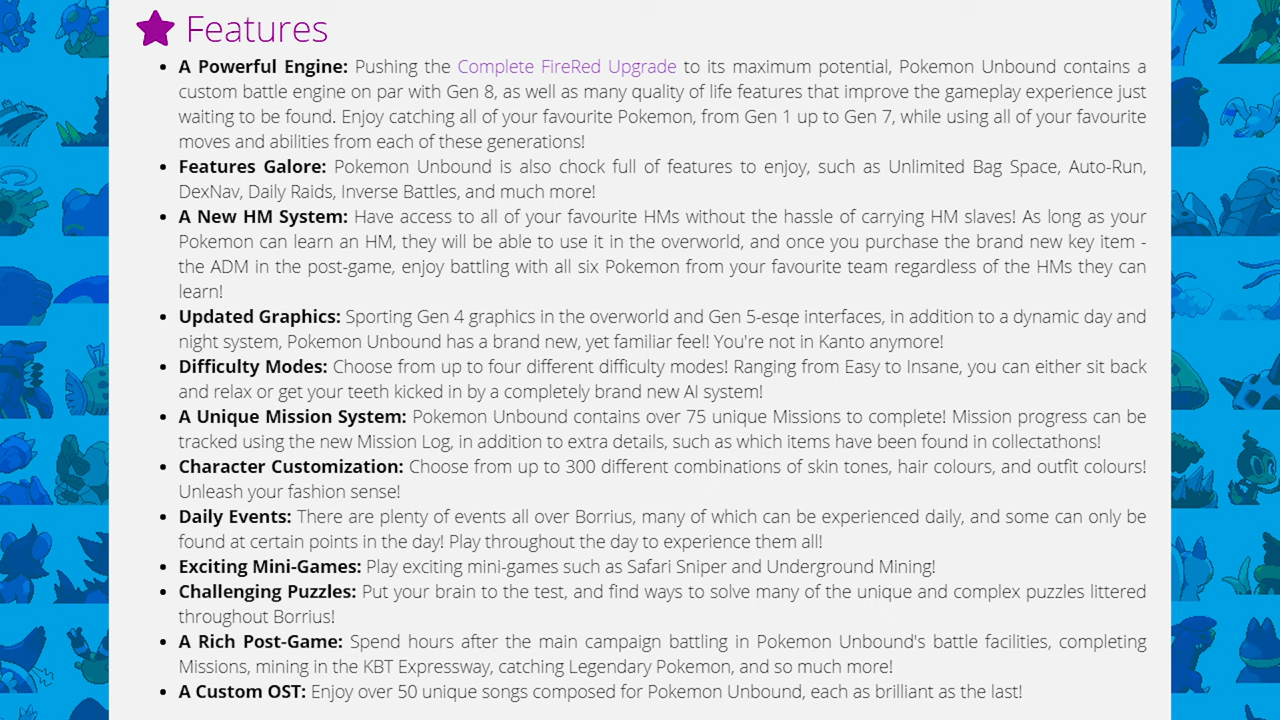 Features
A Powerful Engine: Pushing the Complete FireRed Upgrade to its maximum potential, Pokemon Unbound contains a
custom battle engine on par with Gen 8, as well as many quality of life features that improve the gameplay experience just
waiting to be found. Enjoy catching all of your favourite Pokemon, from Gen 1 up to Gen 7, while using all of your favourite
moves and abilities from each of these generations!
Features Galore: Pokemon Unbound is also chock full of features to enjoy, such as Unlimited Bag Space, Auto-Run,
DexNav, Daily Raids, Inverse Battles, and much more!
A New HM System: Have access to all of your favourite HMs without the hassle of carrying HM slaves! As long as your
Pokemon can learn an HM, they will be able to use it in the overworld, and once you purchase the brand new key item -
the ADM in the post-game, enjoy battling with all six Pokemon from your favourite team regardless of the HMs they can
learn!
Updated Graphics: Sporting Gen 4 graphics in the overworld and Gen 5-esqe interfaces, in addition to a dynamic day and
night system, Pokemon Unbound has a brand new, yet familiar feel! You're not in Kanto anymore!
Difficulty Modes: Choose from up to four different difficulty modes! Ranging from Easy to Insane, you can either sit back
and relax or get your teeth kicked in by a completely brand new AI system!
A Unique Mission System: Pokemon Unbound contains over 75 unique Missions to complete! Mission progress can be
tracked using the new Mission Log, in addition to extra details, such as which items have been found in collectathons!
Character Customization: Choose from up to 300 different combinations of skin tones, hair colours, and outfit colours!
Unleash your fashion sense!
Daily Events: There are plenty of events all over Borrius, many of which can be experienced daily, and some can only be
found at certain points in the day! Play throughout the day to experience them all!
Exciting Mini-Games: Play exciting mini-games such as Safari Sniper and Underground Mining!
Challenging Puzzles: Put your brain to the test, and find ways to solve many of the unique and complex puzzles littered
throughout Borrius!
A Rich Post-Game: Spend hours after the main campaign battling in Pokemon Unbound's battle facilities, completing
Missions, mining in the KBT Expressway, catching Legendary Pokemon, and so much more!
A Custom OST: Enjoy over 50 unique songs composed for Pokemon Unbound, each as brilliant as the last!